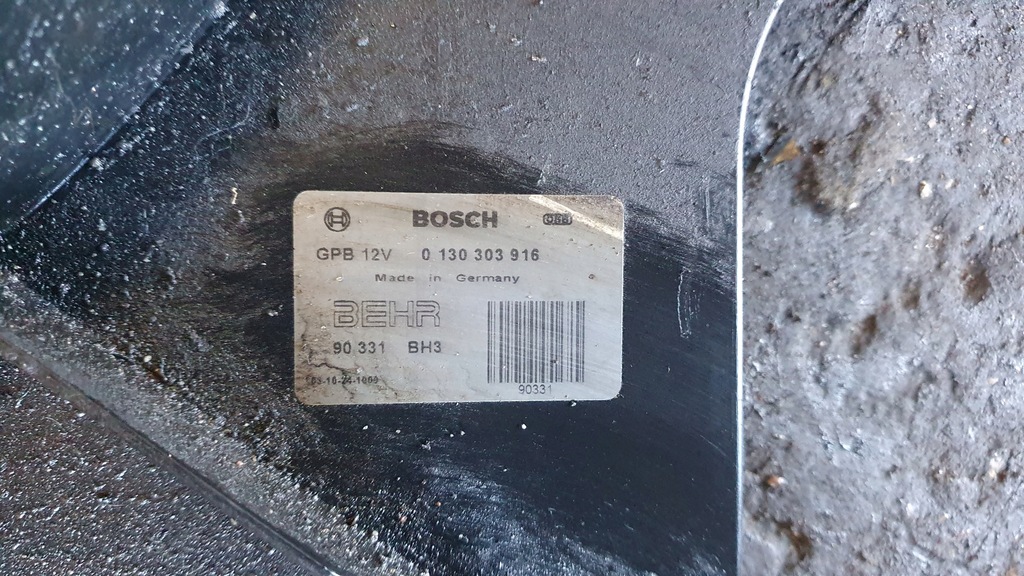 BOSCH
GPB 12V 0 130 303 916
Made in Germany
BEHR
90 331 BH3
90331